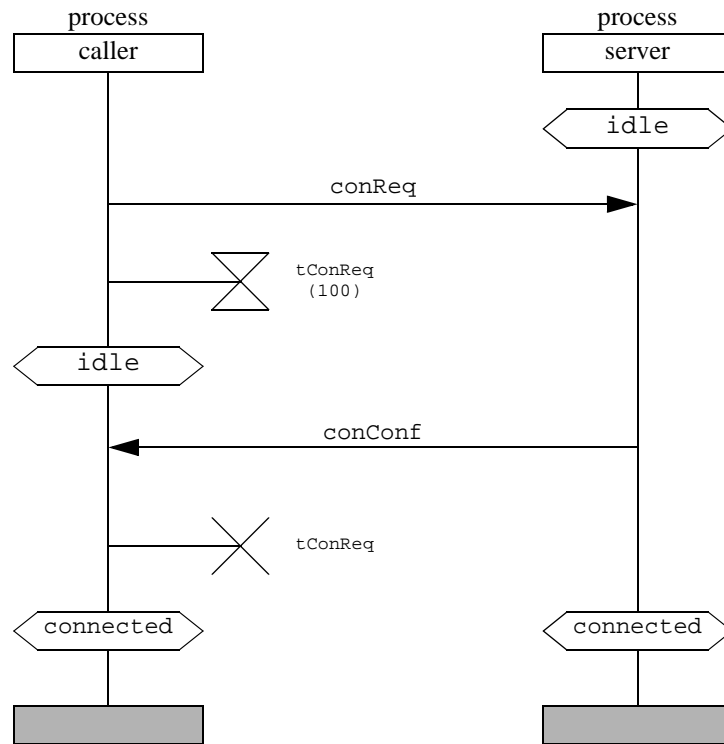 process
caller
process
server
idle
conReq
tConReq
(100)
idle
conConf
tConReq
connected
connected